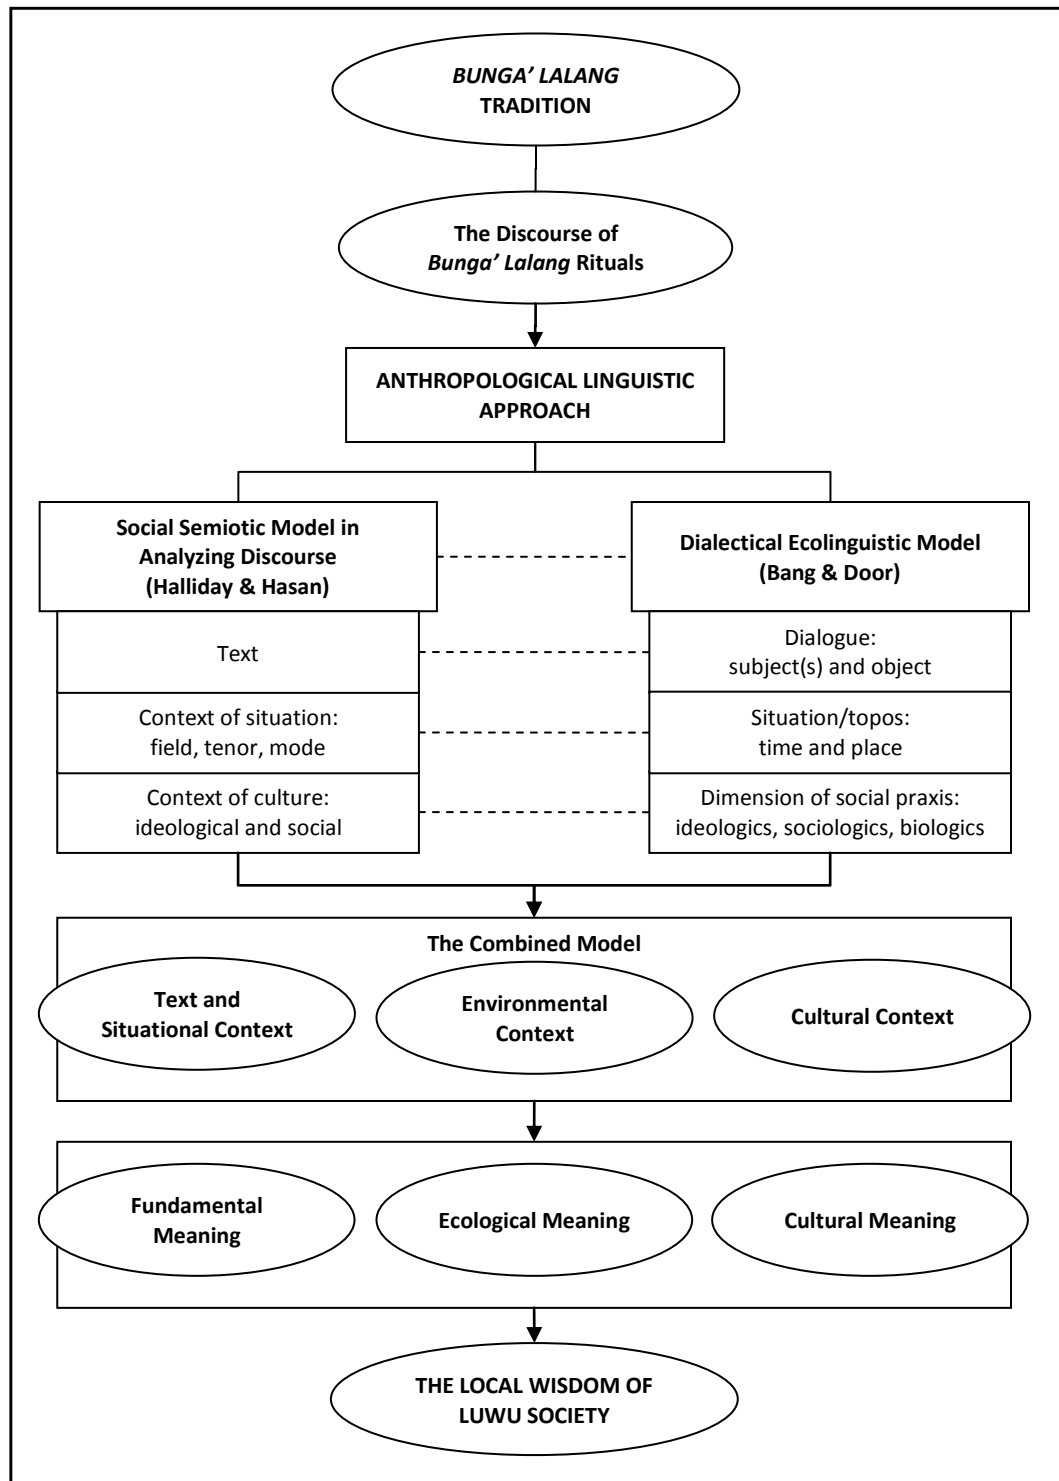 BUNGA’ LALANG
TRADITION
The Discourse of
Bunga’ Lalang Rituals
ANTHROPOLOGICAL LINGUISTIC
APPROACH
Social Semiotic Model in
Analyzing Discourse
(Halliday & Hasan)
Dialectical Ecolinguistic Model
(Bang & Door)
Text
Dialogue:
subject(s) and object
Context of situation:
field, tenor, mode
Situation/topos:
time and place
Context of culture:
ideological and social
Dimension of social praxis:
ideologics, sociologics, biologics
The Combined Model
Text and
Situational Context
Environmental
Context
Cultural Context
Fundamental
Meaning
Ecological Meaning
Cultural Meaning
THE LOCAL WISDOM OF
LUWU SOCIETY